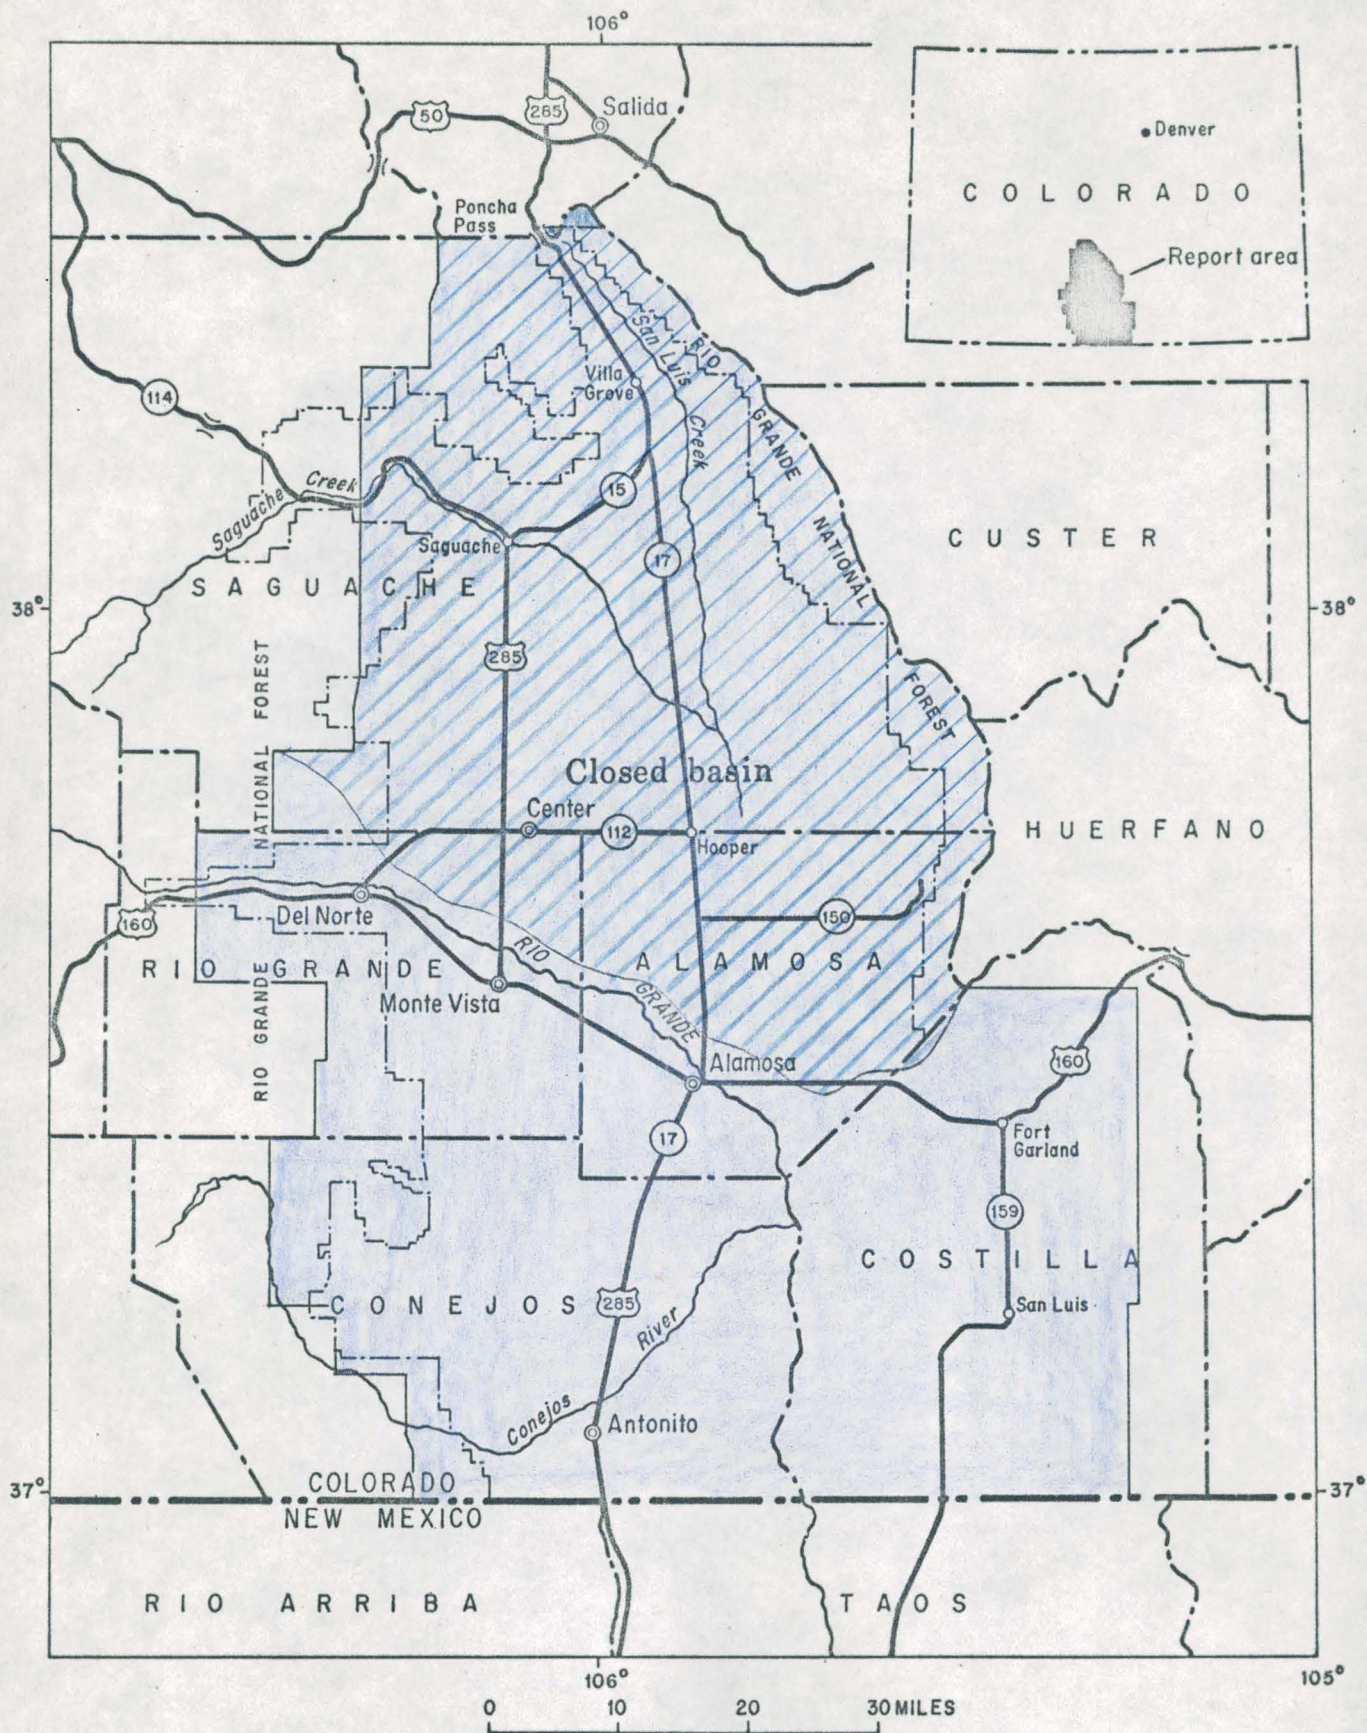 106°
50
285
Salida
Denver
COLORADO
Report area
Poncha
Pass
San Luis
Creek
RIO
GRANDE
NATIONAL
FOREST
Villa
Grove
114
15
Creek
Saguache
Saguache
17
CUSTER
SAGUACHE
38°
38°
285
NATIONAL FOREST
RIO GRANDE
Closed basin
Center
112
Hooper
HUERFANO
160
Del Norte
150
RIO GRANDE
RIO
GRANDE
ALAMOSA
Monte Vista
Alamosa
160
17
Fort
Garland
159
COSTILLA
CONEJOS
285
River
San Luis
Conejos
Antonito
37°
37°
COLORADO
NEW MEXICO
RIO ARRIBA
TAOS
106°
105°
0 10 20 30 MILES